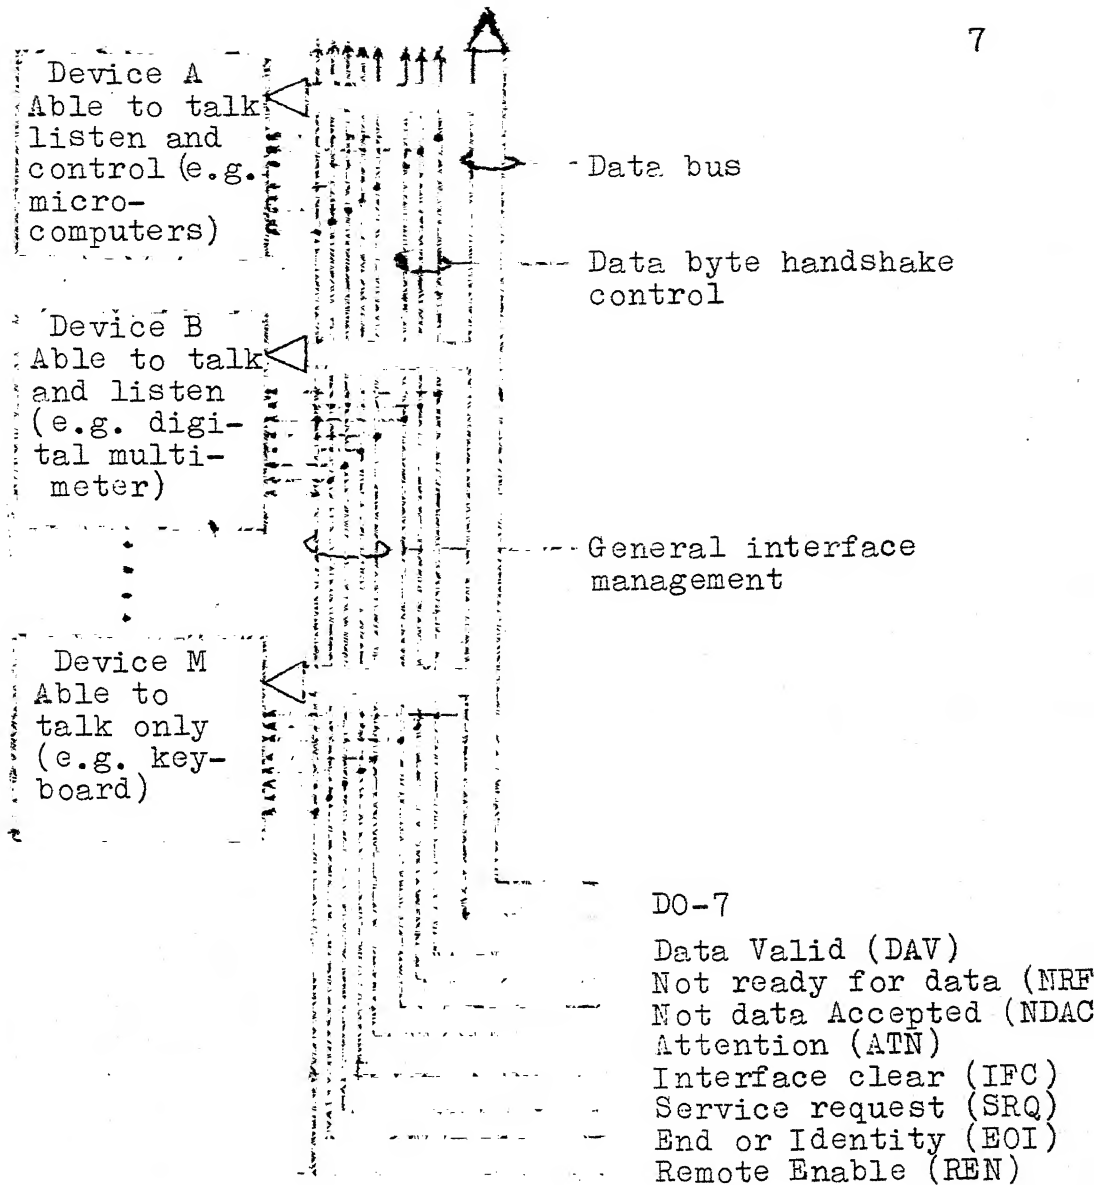 7
Device A
Able to talk
listen and
control (e.g.
micro-
computers)
Data bus
Data byte handshake
control
Device B
Able to talk
and listen
(e.g. digi-
tal multi-
meter)
General interface
management
Device M
Able to
talk only
(e.g. key-
board)
DO-7
Data Valid (DAV)
Not ready for data (NRF
Not data Accepted (NDAC
Attention (ATN)
Interface clear (IFC)
Service request (SRQ)
End or Identity (EOI)
Remote Enable (REN)